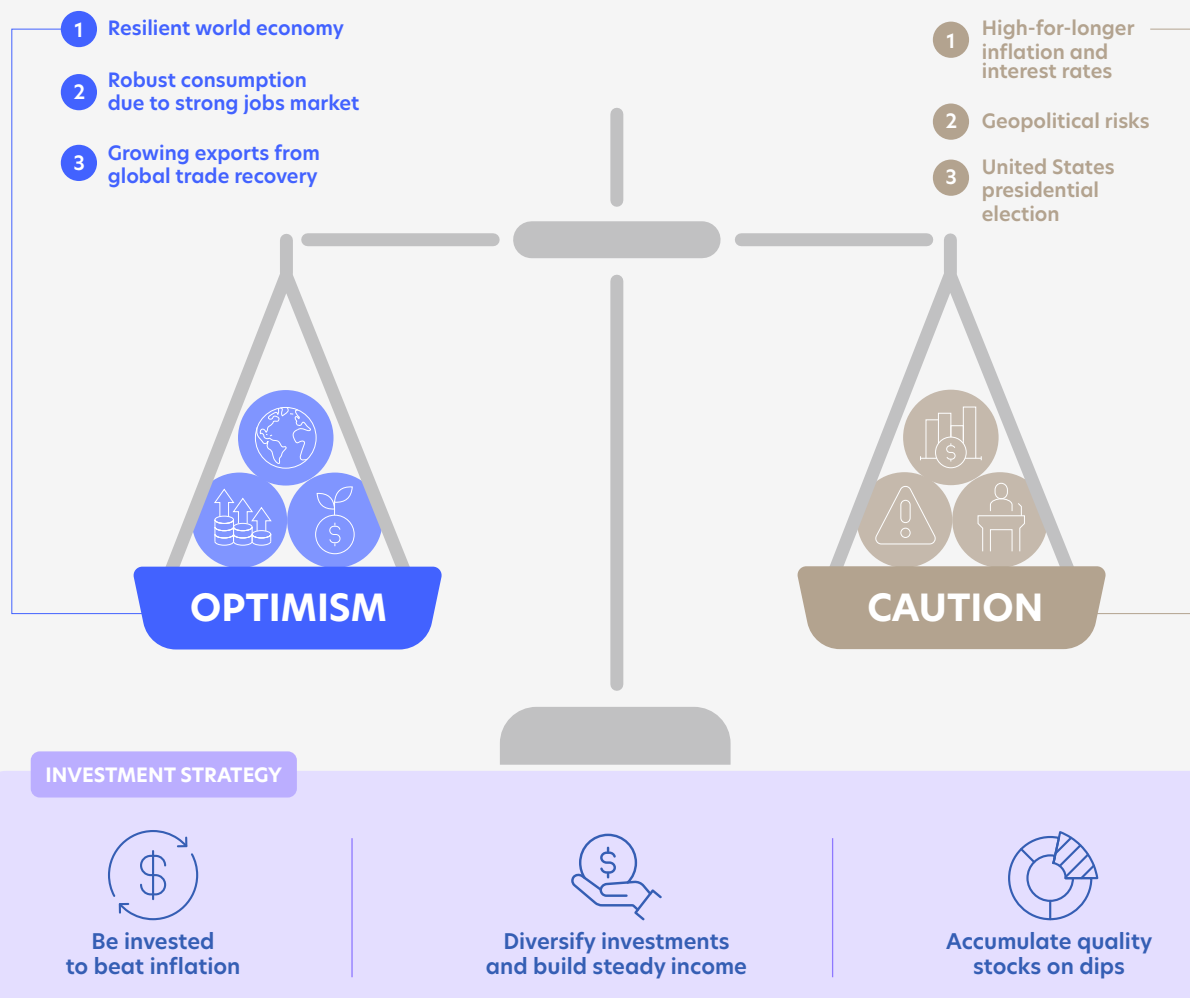 1 Resilient world economy
2 Robust consumption
due to strong jobs market
3 Growing exports from
global trade recovery
1 High-for-longer
inflation and
interest rates
2 Geopolitical risks
3 United States
presidential
election
$
$
$
OPTIMISM
CAUTION
INVESTMENT STRATEGY
$
$
Be invested
to beat inflation
Diversify investments
and build steady income
Accumulate quality
stocks on dips